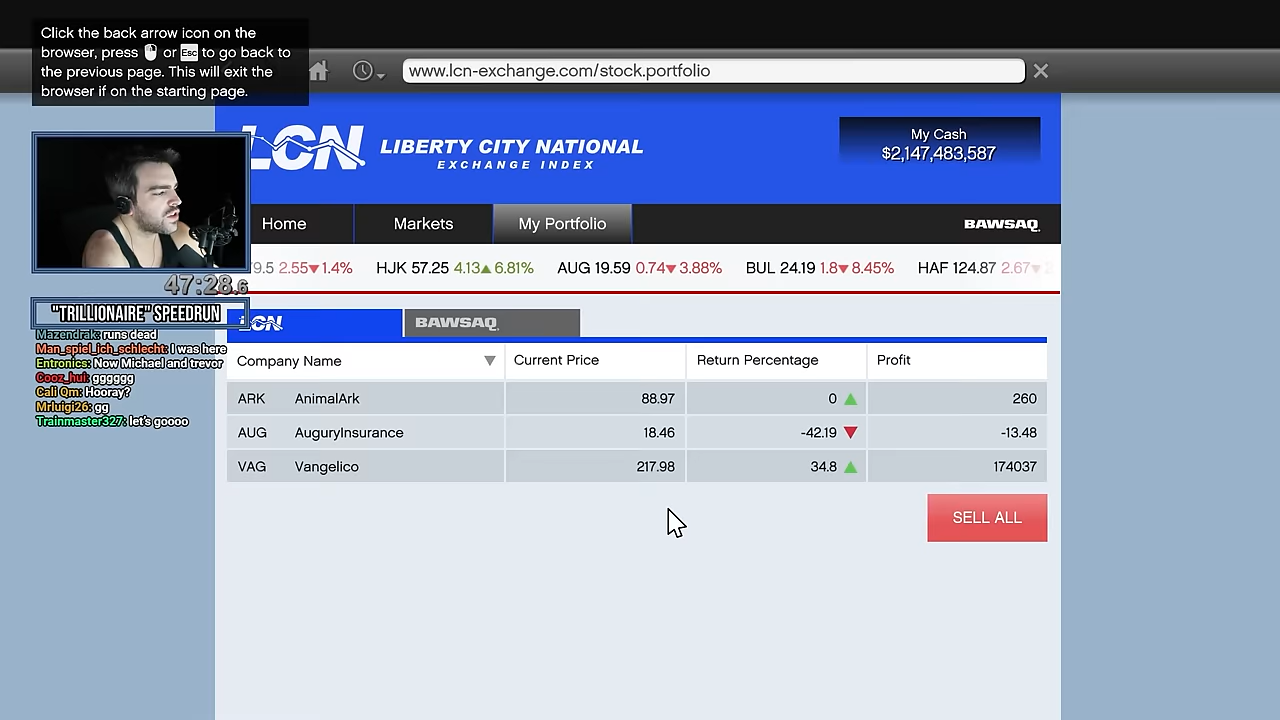 Click the back arrow icon on the
browser, press or Esc to go back to
the previous page. This will exit the
browser if on the starting page.
www.lcn-exchange.com/stock.portfolio
LCN LIBERTY CITY NATIONAL
EXCHANGE INDEX
My Cash
$2,147,483,587
Home Markets My Portfolio BAWSAQ
79.5 2.55 1.4% HJK 57.25 4.13 6.81% AUG 19.59 0.74 3.88% BUL 24.19 1.8 8.45% HAF 124.87 2.67
47:28.6
"TRILLIONAIRE" SPEEDRUN
Mazendrak: runs dead
Man_spiel_ich_schlecht: I was here
Entronics: Now Michael and trevor
Cooz_hui: gggggg
Call Qm: Hooray?
Mrluigi26: gg
Trainmaster327: let's goooo
LCN BAWSAQ
Company Name Current Price Return Percentage Profit
ARK AnimalArk 88.97 0 260
AUG AuguryInsurance 18.46 -42.19 -13.48
VAG Vangelico 217.98 34.8 174037
SELL ALL